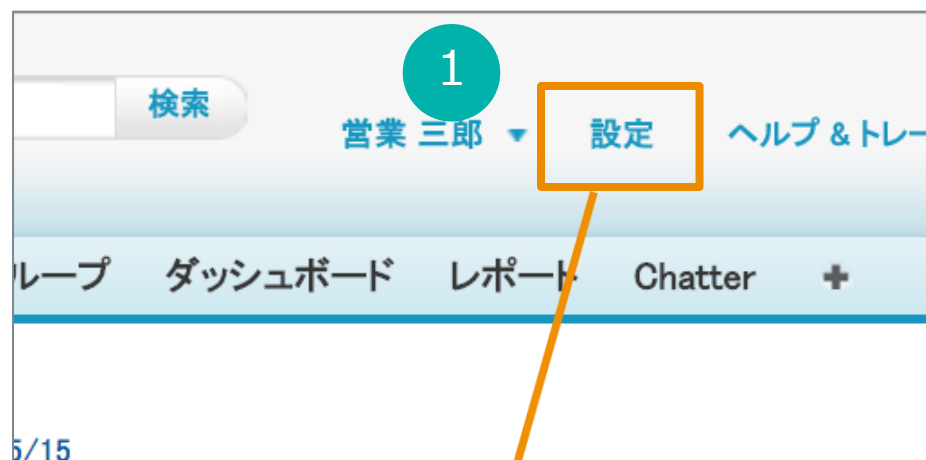 1
検索
営業 三郎 設定 ヘルプ & トレー
ループ ダッシュボード レポート Chatter +
5/15